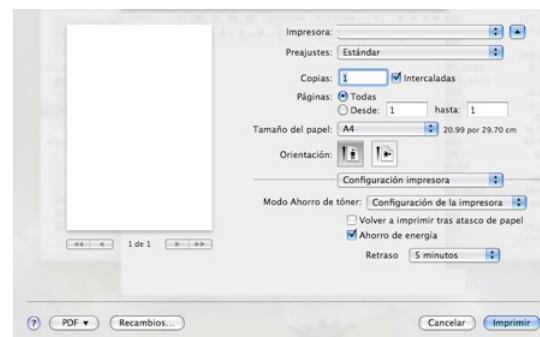 Impresora:
Preajustes: Estándar
Copias: 1 Intercaladas
Páginas: Todas
Desde: 1 hasta: 1
Tamaño del papel: A4 20.99 por 29.70 cm
Orientación:
Configuración impresora
Modo Ahorro de tóner: Configuración de la impresora
Volver a imprimir tras atasco de papel
Ahorro de energía
1 de 1
Retraso 5 minutos
? PDF Recambios... Cancelar Imprimir